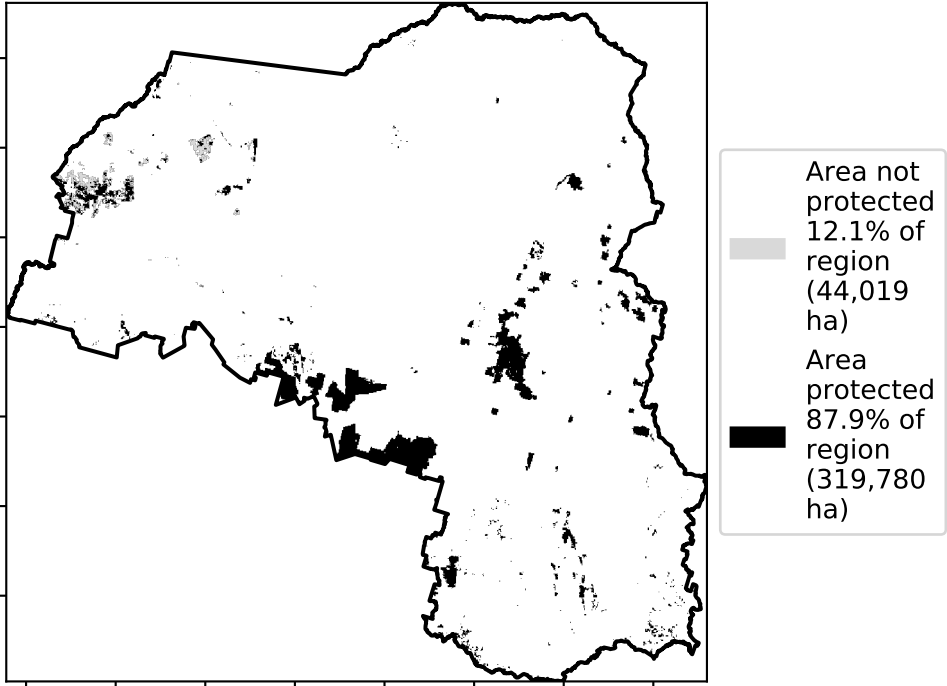 Area not
protected
12.1% of
region
(44,019
ha)
Area
protected
87.9% of
region
(319,780
ha)